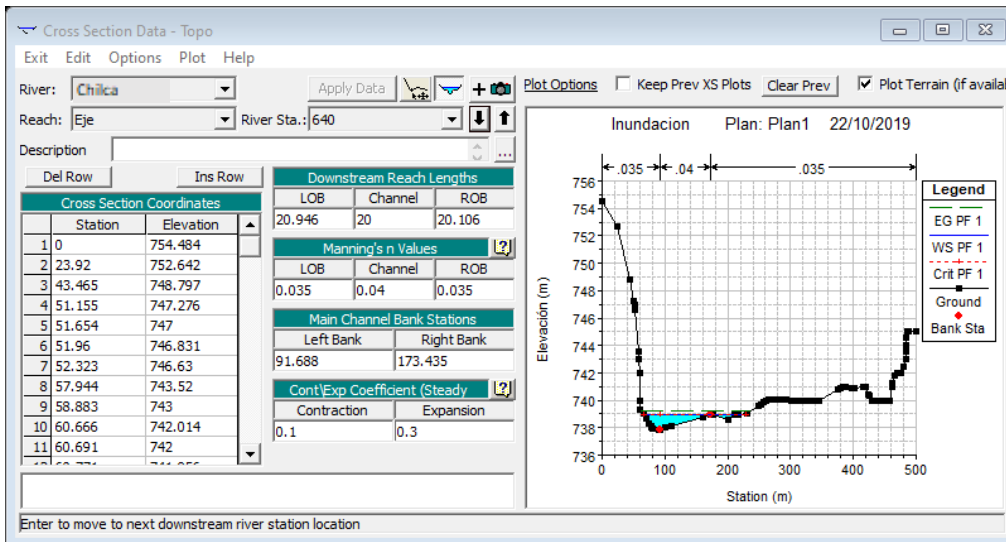 Cross Section Data - Topo
Exit Edit Options Plot Help
River: Chilca
Apply Data
Plot Options Keep Prev XS Plots Clear Prev Plot Terrain (if availal
Reach: Eje River Sta.: 640
Description
...
Del Row Ins Row
Cross Section Coordinates
Station Elevation
1 0 754.484
2 23.92 752.642
3 43.465 748.797
4 51.155 747.276
5 51.654 747
6 51.96 746.831
7 52.323 746.63
8 57.944 743.52
9 58.883 743
10 60.666 742.014
11 60.691 742
Downstream Reach Lengths
LOB Channel ROB
20.946 20 20.106
Manning's n Values
LOB Channel ROB
0.035 0.04 0.035
Main Channel Bank Stations
Left Bank Right Bank
91.688 173.435
Cont\Exp Coefficient (Steady
Contraction Expansion
0.1 0.3
Inundacion Plan: Plan1 22/10/2019
.035 .04 .035
756
754
752
750
748
746
744
742
740
738
736
Elevación (m)
0 100 200 300 400 500
Station (m)
Legend
EG PF 1
WS PF 1
Crit PF 1
Ground
Bank Sta
Enter to move to next downstream river station location